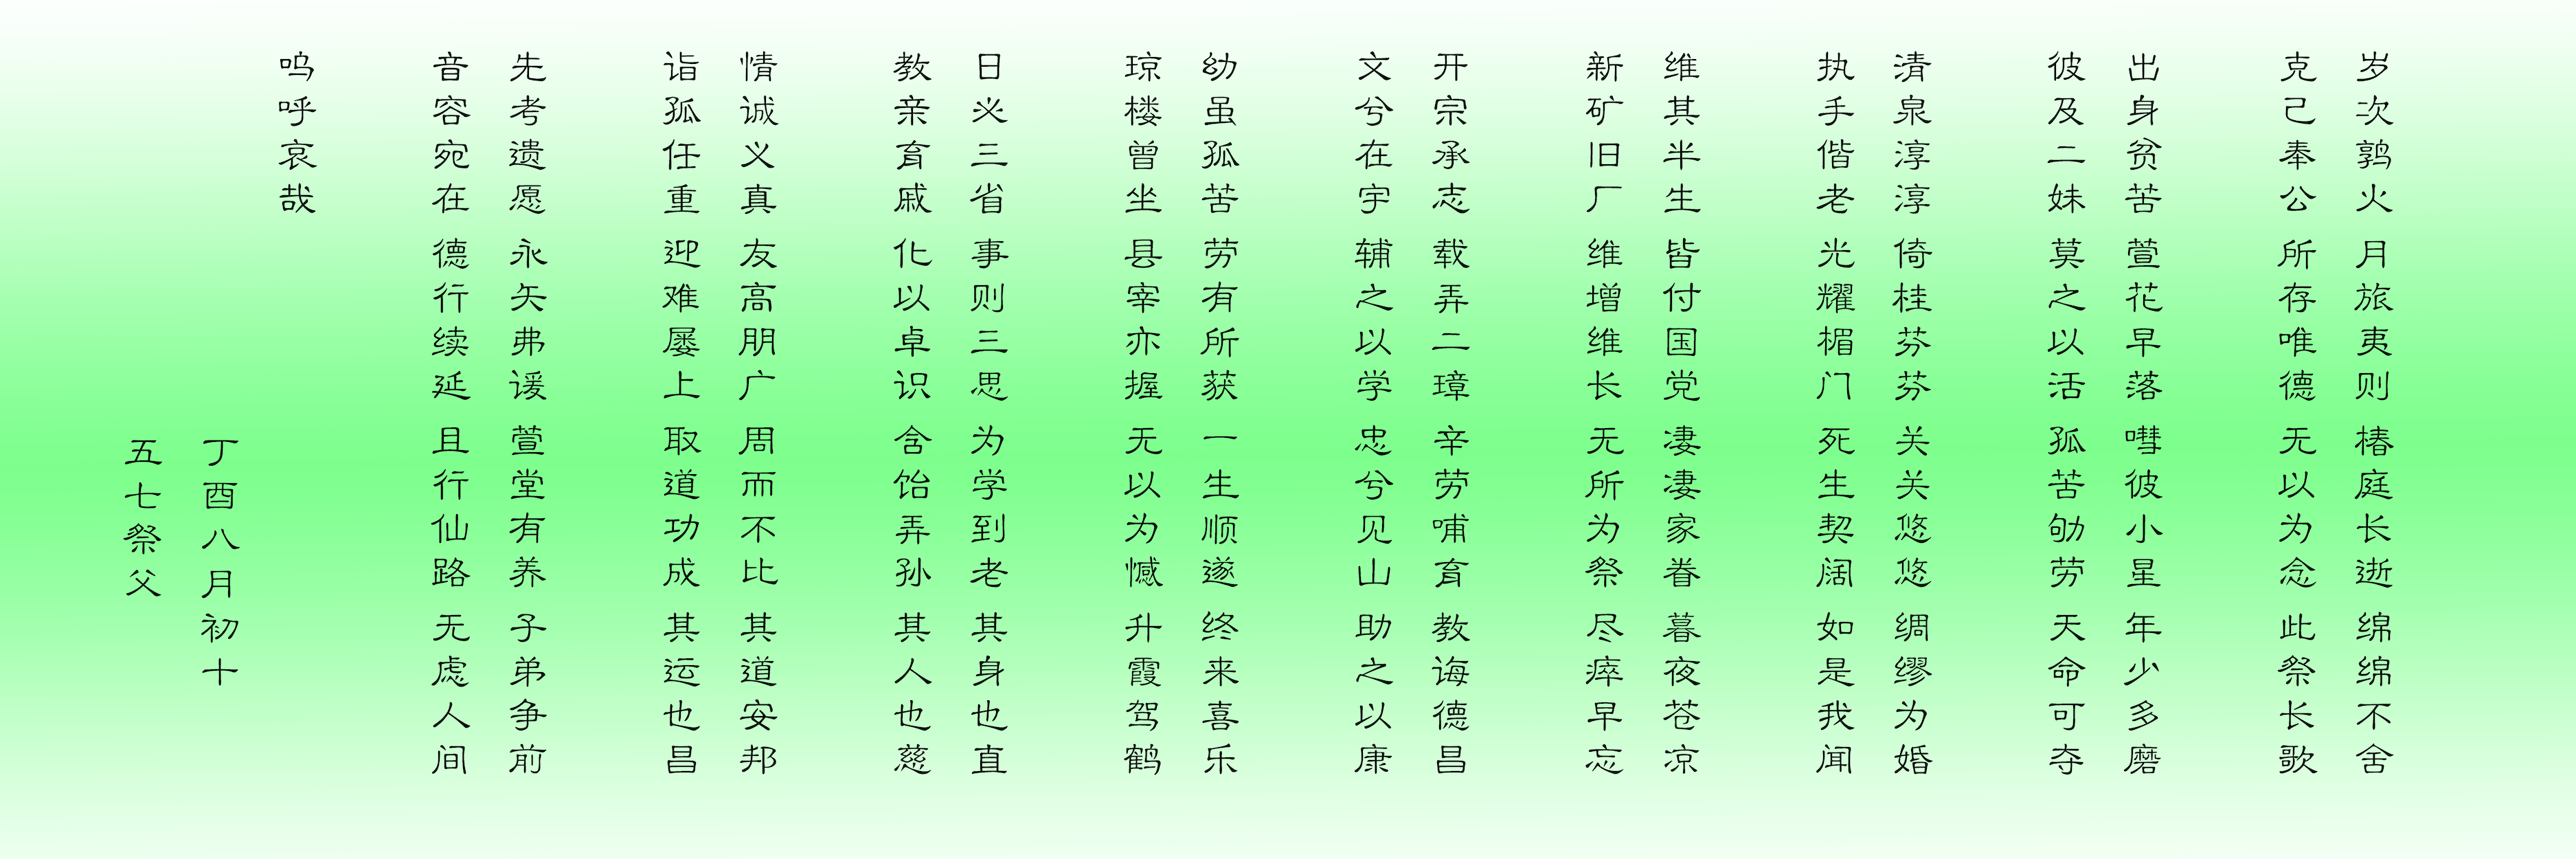 岁次鹑火 月旅夷则 椿庭长逝 绵绵不舍
克己奉公 所存唯德 无以为念 此祭长歌
出身贫苦 萱花早落 嘒彼小星 年少多磨
彼及二妹 莫之以活 孤苦劬劳 天命可夺
清泉淳淳 倚桂芬芬 关关悠悠 绸缪为婚
执手偕老 光耀楣门 死生契阔 如是我闻
维其半生 皆付国党 凄凄家眷 暮夜苍凉
新矿旧厂 维增维长 无所为祭 尽瘁早忘
开宗承志 载弄二璋 辛劳哺育 教诲德昌
文兮在宇 辅之以学 忠兮见山 助之以康
幼虽孤苦 劳有所获 一生顺遂 终来喜乐
琼楼曾坐 县宰亦握 无以为憾 升霞驾鹤
日必三省 事则三思 为学到老 其身也直
教亲育戚 化以卓识 含饴弄孙 其人也慈
情诚义真 友高朋广 周而不比 其道安邦
诣孤任重 迎难屡上 取道功成 其运也昌
先考遗愿 永矢弗谖 萱堂有养 子弟争前
音容宛在 德行续延 且行仙路 无虑人间
呜呼哀哉
丁酉八月初十
五七祭父